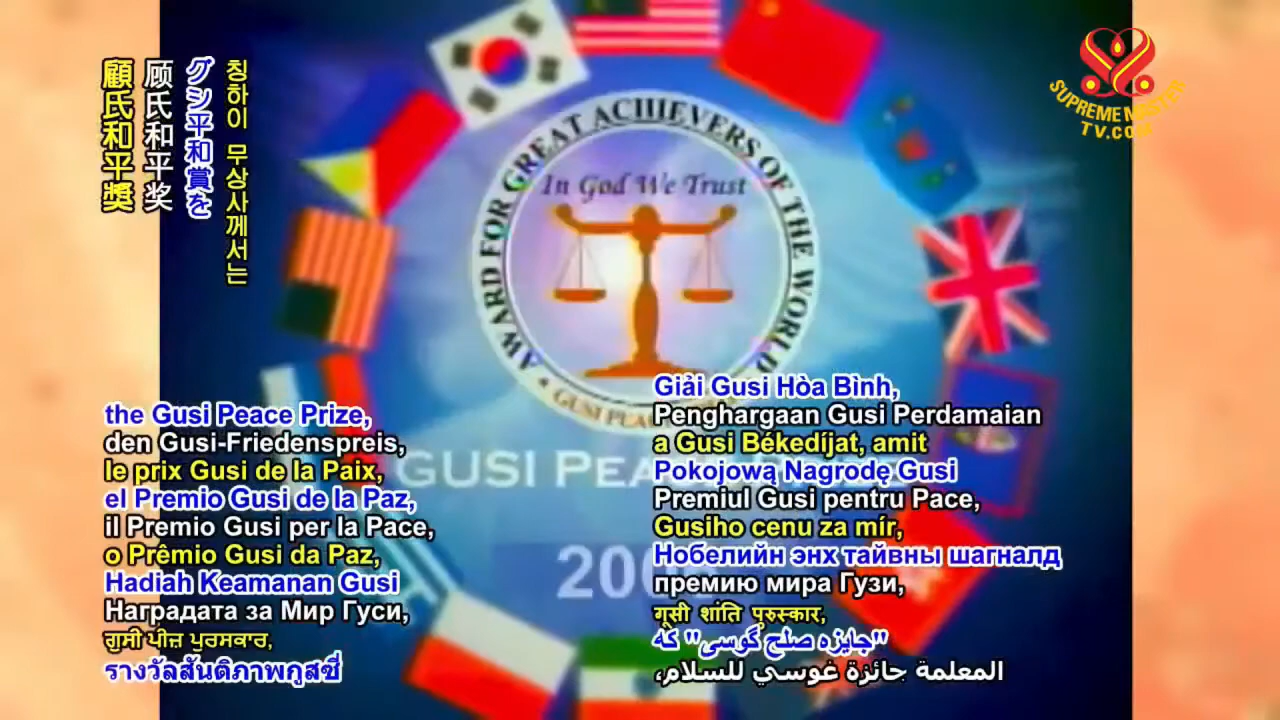 顧氏和平獎
顾氏和平奖
グシ平和賞を
칭하이 무상사께서는
SUPREME MASTER
TV.COM
AWARD FOR GREAT ACHIEVERS OF THE WORLD
In God We Trust
• GUSI
GUSI
the Gusi Peace Prize,
den Gusi-Friedenspreis,
le prix Gusi de la Paix,
el Premio Gusi de la Paz,
il Premio Gusi per la Pace,
o Prêmio Gusi da Paz,
Hadiah Keamanan Gusi
Наградата за Мир Гуси,
ਗੁਸੀ ਪੀਜ਼ ਪੁਰਸਕਾਰ,
รางวัลสันติภาพกูสซี่
Giải Gusi Hòa Bình,
Penghargaan Gusi Perdamaian
a Gusi Békedíjat, amit
Pokojową Nagrodę Gusi
Premiul Gusi pentru Pace,
Gusiho cenu za mír,
Нобелийн энх тайвны шагналд
премию мира Гузи,
गूसी शांति पुरुस्कार,
"جایزه صلح گوسی" که
المعلمة جائزة غوسي للسلام،